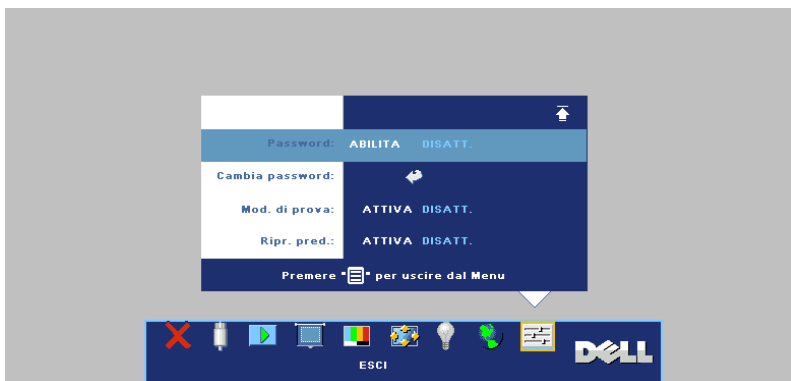 Password: ABILITA DISATT.
Cambia password:
Mod. di prova: ATTIVA DISATT.
Ripr. pred.: ATTIVA DISATT.
Premere "" per uscire dal Menu
ESCI
DELL